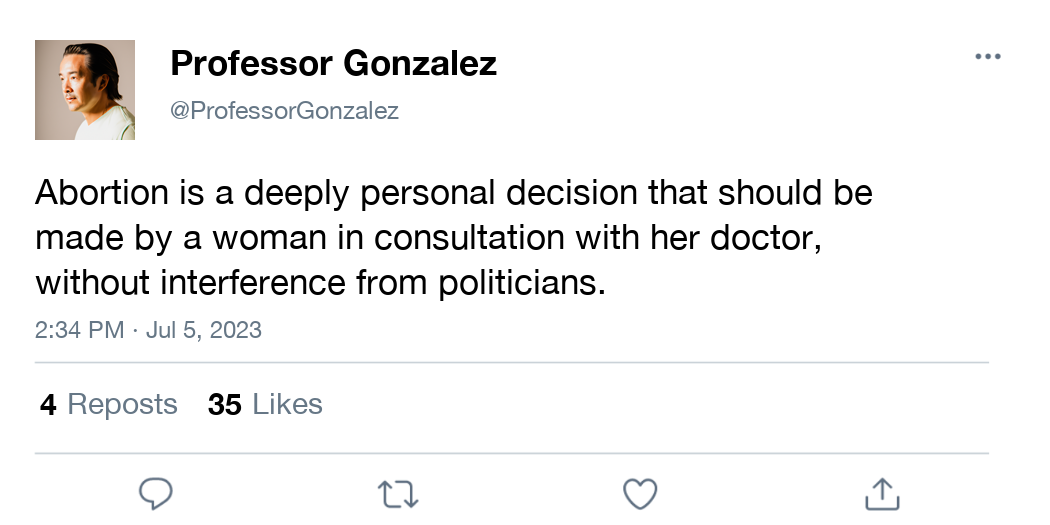 Professor Gonzalez
@ProfessorGonzalez
Abortion is a deeply personal decision that should be
made by a woman in consultation with her doctor,
without interference from politicians.
2:34 PM · Jul 5, 2023
4 Reposts 35 Likes